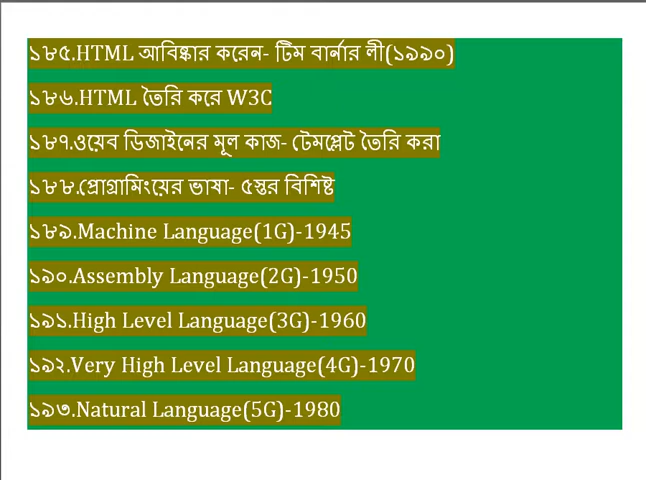 ১৮৫.HTML আবিষ্কার করেন- টিম বার্নার লী(১৯৯০)
১৮৬.HTML তৈরি করে W3C
১৮৭.ওয়েব ডিজাইনের মূল কাজ- টেমপ্লেট তৈরি করা
১৮৮.প্রোগ্রামিংয়ের ভাষা- ৫স্তর বিশিষ্ট
১৮৯.Machine Language(1G)-1945
১৯০.Assembly Language(2G)-1950
১৯১.High Level Language(3G)-1960
১৯২.Very High Level Language(4G)-1970
১৯৩.Natural Language(5G)-1980